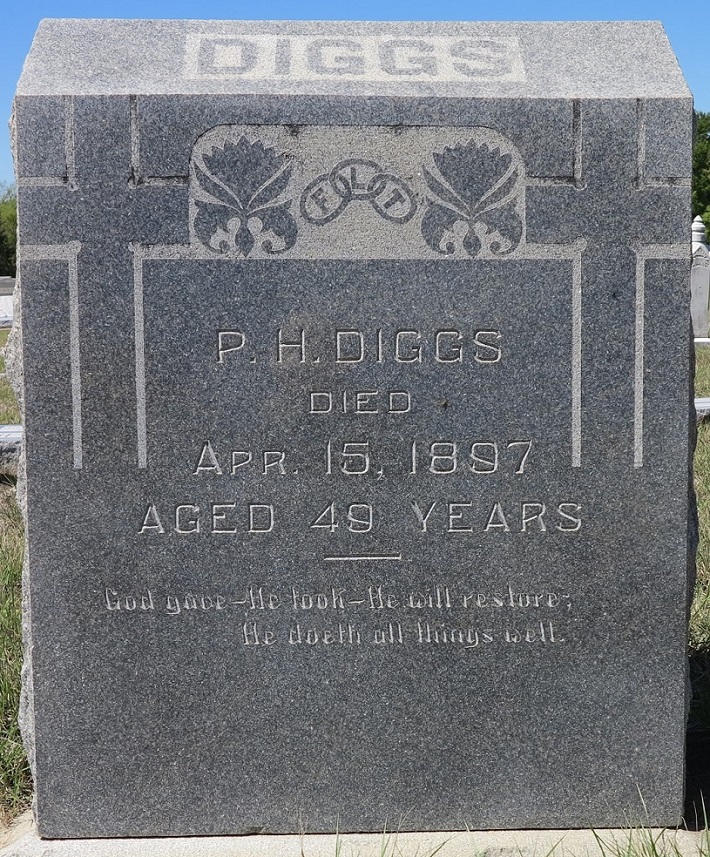 DIGGS
F L T
P. H. DIGGS
DIED
APR. 15, 1897
AGED 49 YEARS
God gave–He took–He will restore;
He doeth all things well.